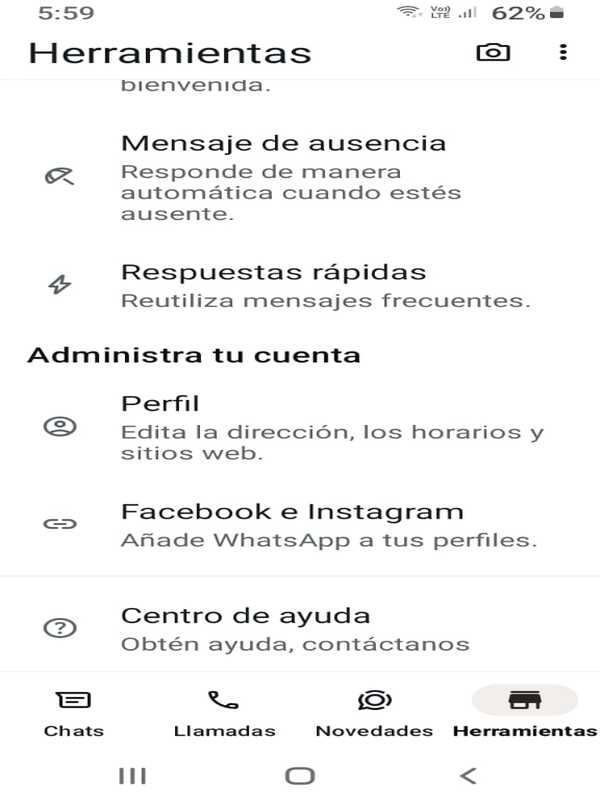 5:59
Vo))
LTE
62%
Herramientas
bienvenida.
Mensaje de ausencia
Responde de manera
automática cuando estés
ausente.
Respuestas rápidas
Reutiliza mensajes frecuentes.
Administra tu cuenta
Perfil
Edita la dirección, los horarios y
sitios web.
Facebook e Instagram
Añade WhatsApp a tus perfiles.
Centro de ayuda
Obtén ayuda, contáctanos
Chats
Llamadas
Novedades
Herramientas